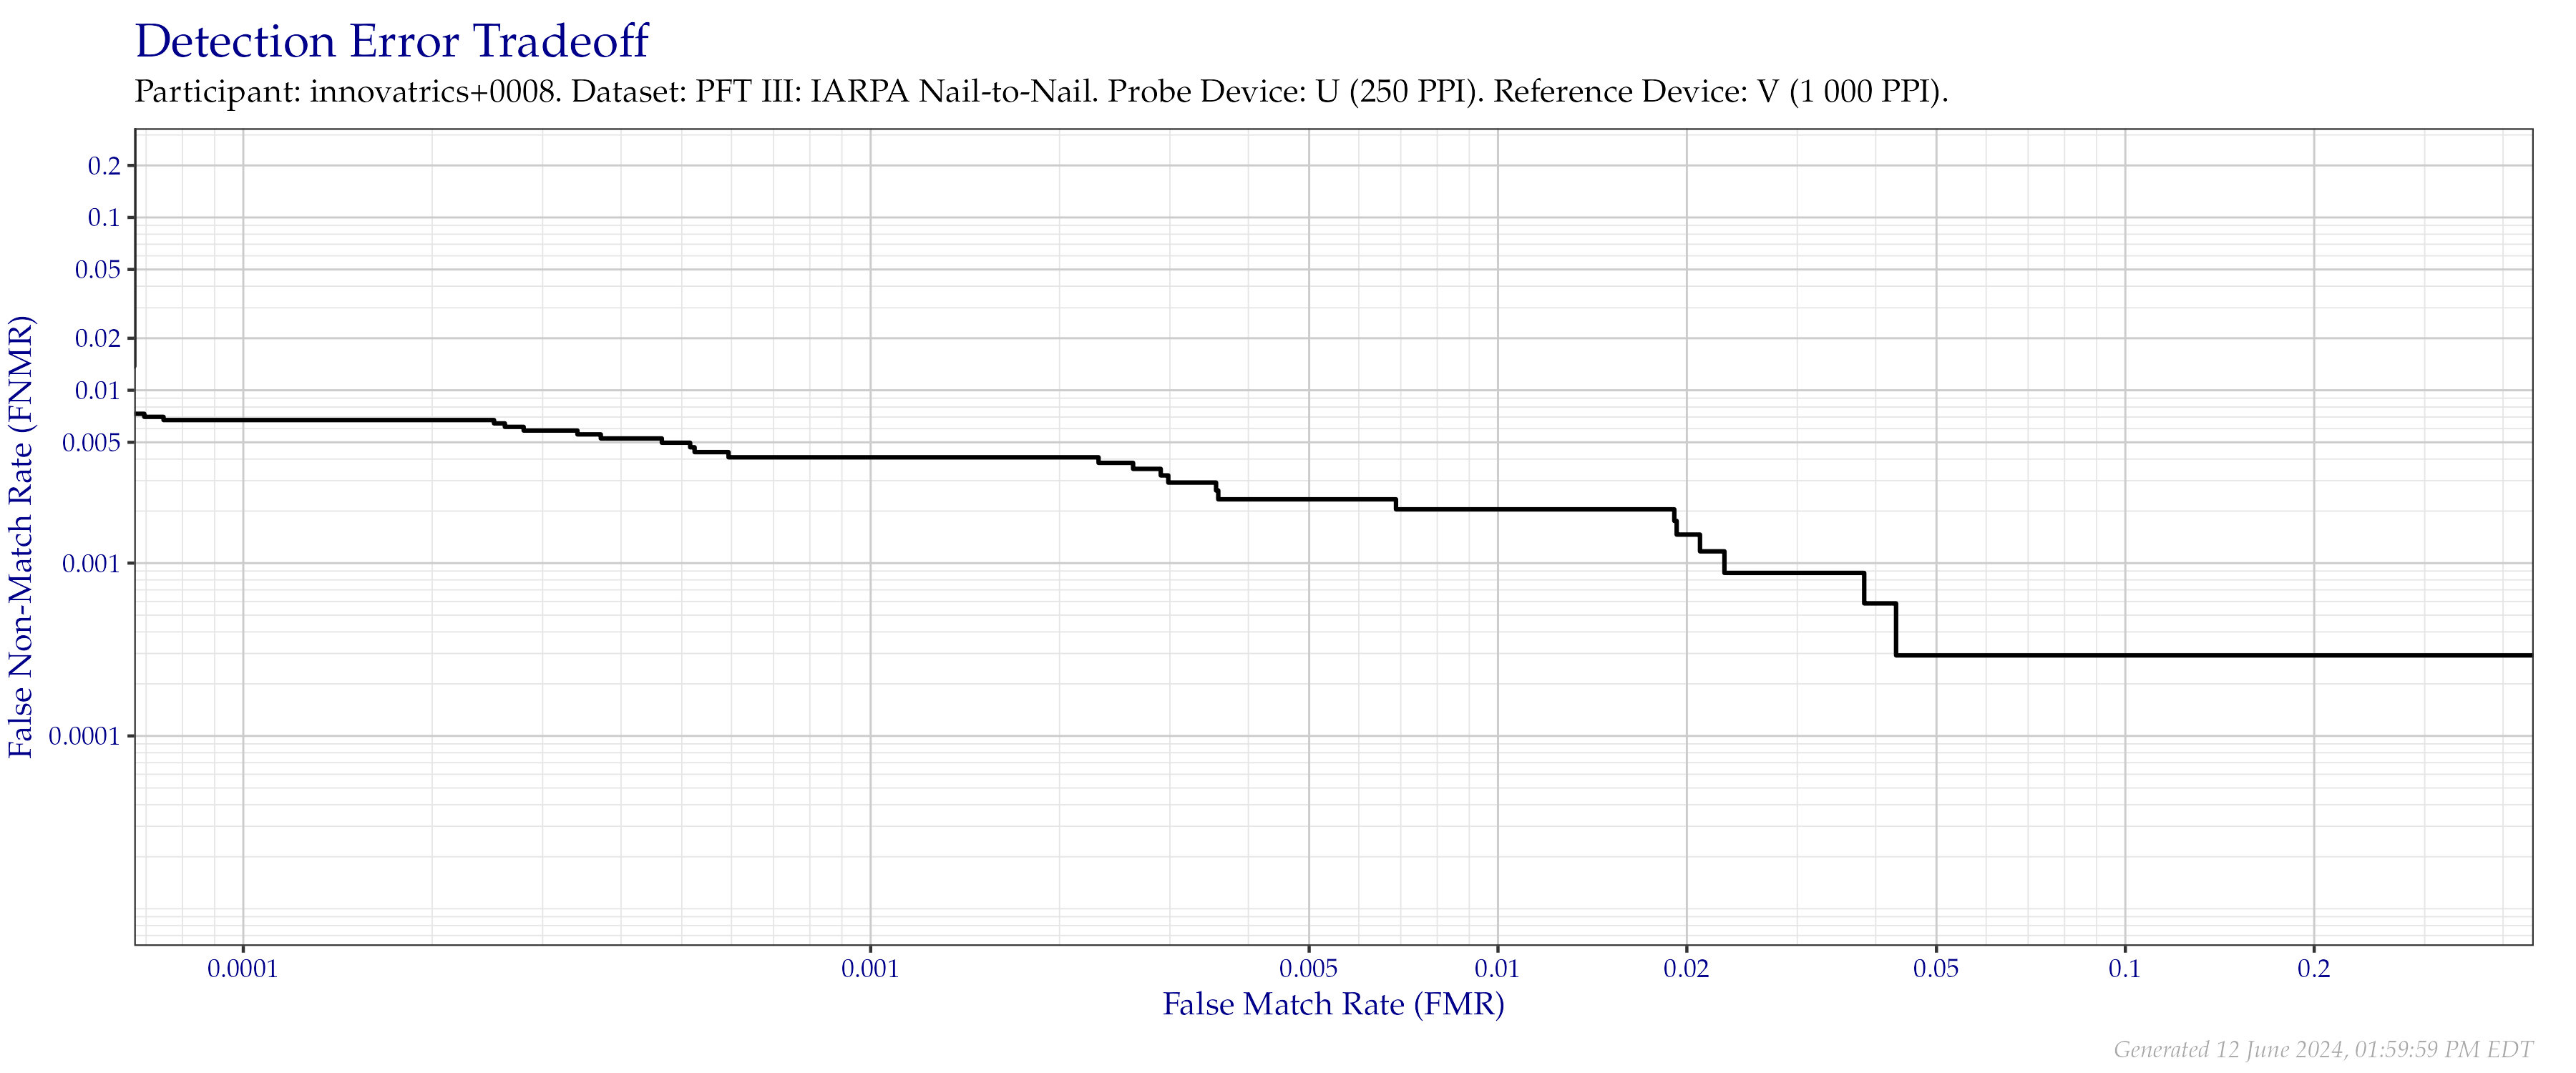 Detection Error Tradeoff
Participant: innovatrics+0008. Dataset: PFT III: IARPA Nail-to-Nail. Probe Device: U (250 PPI). Reference Device: V (1 000 PPI).
False Non-Match Rate (FNMR)
0.2
0.1
0.05
0.02
0.01
0.005
0.001
0.0001
0.0001 0.001 0.005 0.01 0.02 0.05 0.1 0.2
False Match Rate (FMR)
Generated 12 June 2024, 01:59:59 PM EDT